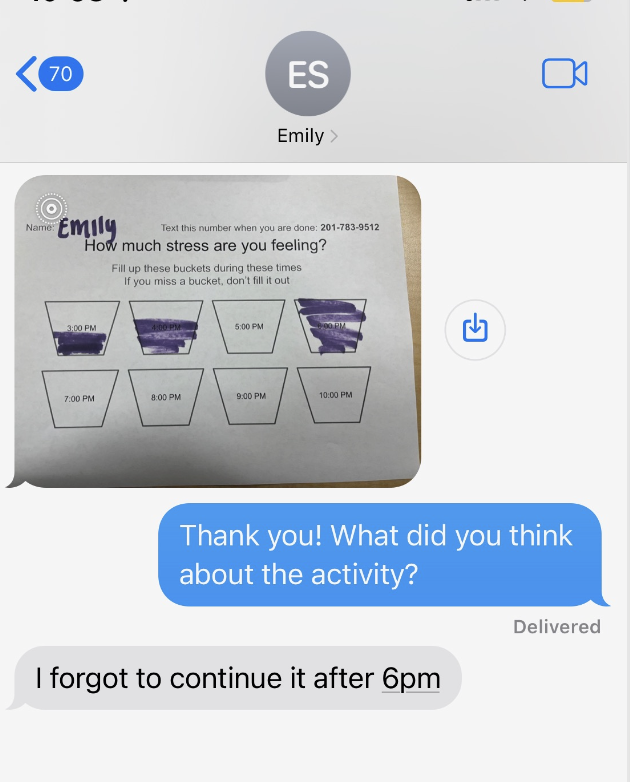 70
ES
Emily
Name: Emily
Text this number when you are done: 201-783-9512
How much stress are you feeling?
Fill up these buckets during these times
If you miss a bucket, don't fill it out
3:00 PM
4:00 PM
5:00 PM
6:00 PM
7:00 PM
8:00 PM
9:00 PM
10:00 PM
Thank you! What did you think
about the activity?
Delivered
I forgot to continue it after 6pm